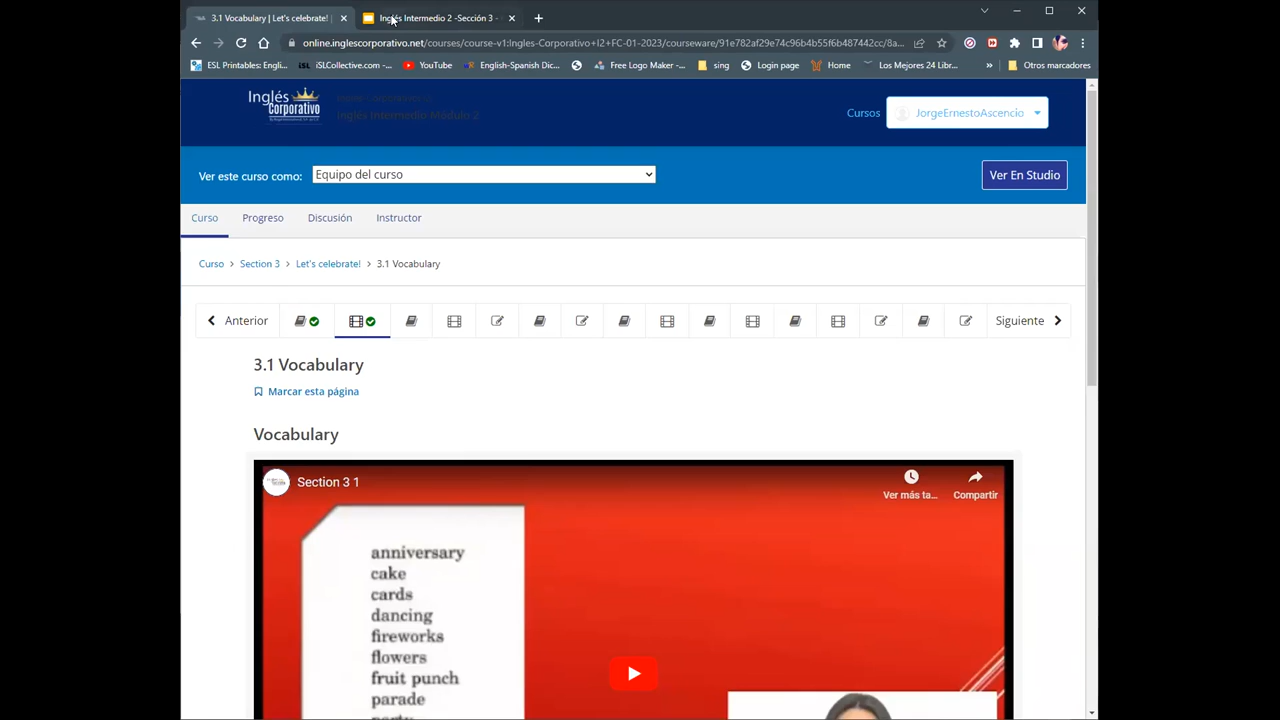 3.1 Vocabulary | Let's celebrate! |
Inglés Intermedio 2 -Sección 3 -
online.inglescorporativo.net/courses/course-v1:Ingles-Corporativo+I2+FC-01-2023/courseware/91e782af29e74c96b4b55f6b487442cc/8a...
ESL Printables: Engli...
iSLCollective.com -...
YouTube
English-Spanish Dic...
Free Logo Maker -...
sing
Login page
Home
Los Mejores 24 Libr...
»
Otros marcadores
Inglés
Corporativo
Inglés Intermedio Módulo 2
Cursos
JorgeErnestoAscencio
Ver este curso como:
Equipo del curso
Ver En Studio
Curso
Progreso
Discusión
Instructor
Curso > Section 3 > Let's celebrate! > 3.1 Vocabulary
Anterior
Siguiente
3.1 Vocabulary
Marcar esta página
Vocabulary
Section 3 1
Ver más ta...
Compartir
anniversary
cake
cards
dancing
fireworks
flowers
fruit punch
parade